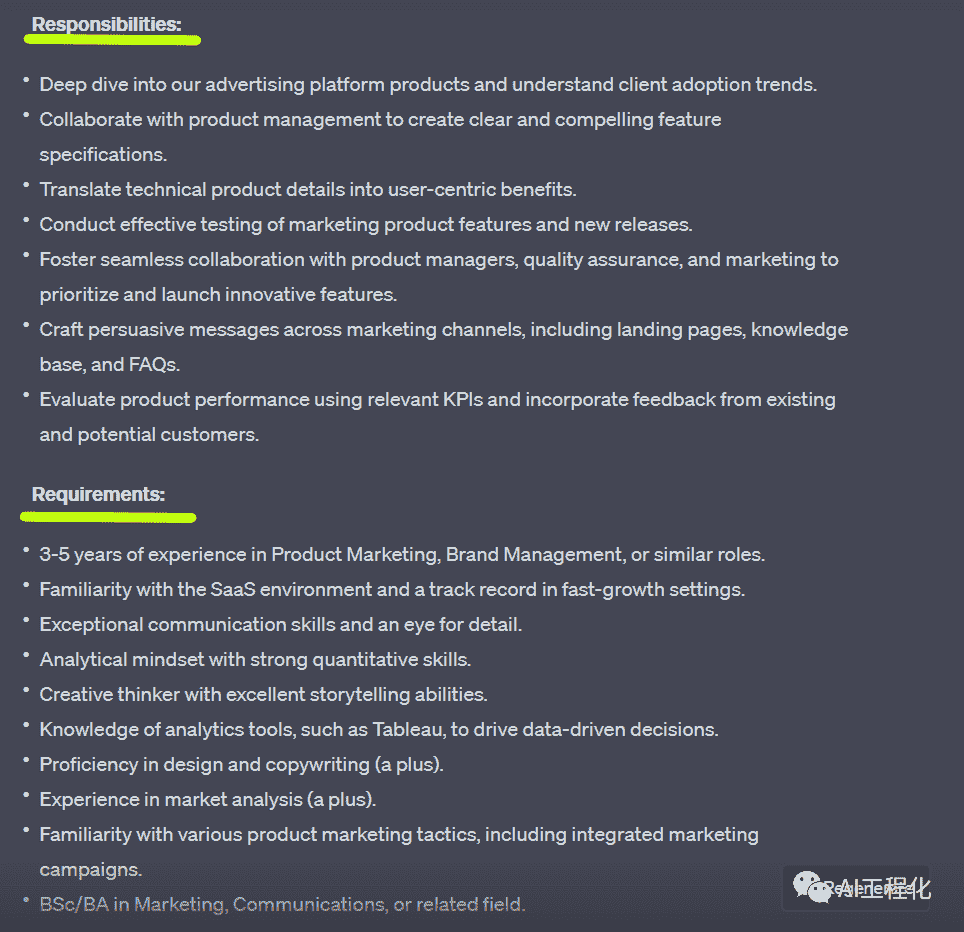 Responsibilities:
• Deep dive into our advertising platform products and understand client adoption trends.
• Collaborate with product management to create clear and compelling feature
specifications.
• Translate technical product details into user-centric benefits.
• Conduct effective testing of marketing product features and new releases.
• Foster seamless collaboration with product managers, quality assurance, and marketing to
prioritize and launch innovative features.
• Craft persuasive messages across marketing channels, including landing pages, knowledge
base, and FAQs.
• Evaluate product performance using relevant KPIs and incorporate feedback from existing
and potential customers.
Requirements:
• 3-5 years of experience in Product Marketing, Brand Management, or similar roles.
• Familiarity with the SaaS environment and a track record in fast-growth settings.
• Exceptional communication skills and an eye for detail.
• Analytical mindset with strong quantitative skills.
• Creative thinker with excellent storytelling abilities.
• Knowledge of analytics tools, such as Tableau, to drive data-driven decisions.
• Proficiency in design and copywriting (a plus).
• Experience in market analysis (a plus).
• Familiarity with various product marketing tactics, including integrated marketing
campaigns.
• BSc/BA in Marketing, Communications, or related field.
AI工程化